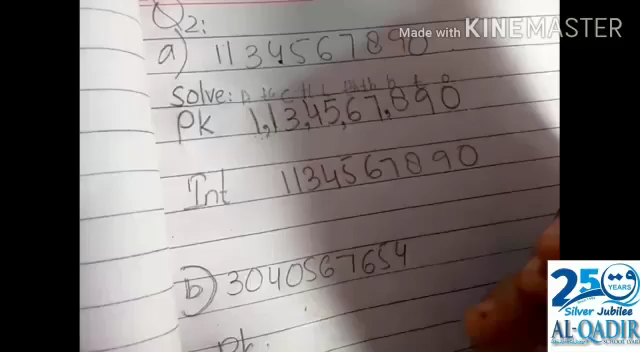 Made with KINEMASTER
Q2:
a) 1134567890
Solve:
PK 1,13,45,67,890
Int 1134567890
b) 3040567654
Pk
250
YEARS
Silver Jubilee
AL-QADIR